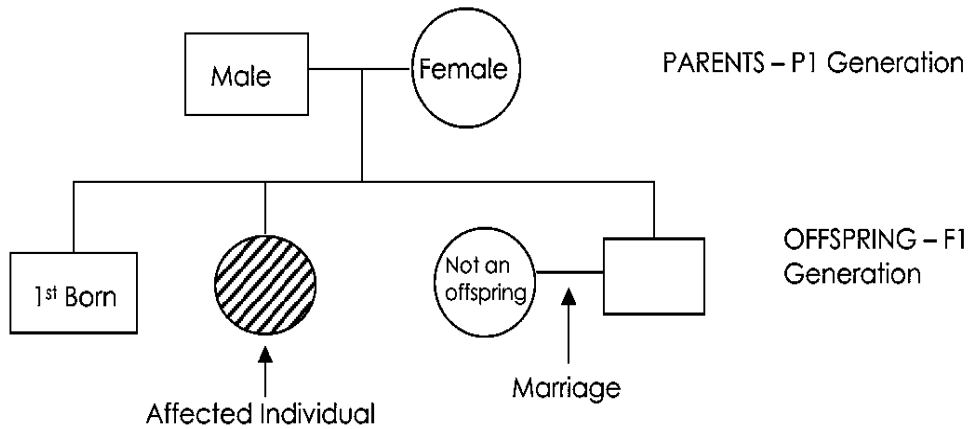 Male
Female
PARENTS – P1 Generation
1st Born
Not an
offspring
OFFSPRING – F1
Generation
Marriage
Affected Individual